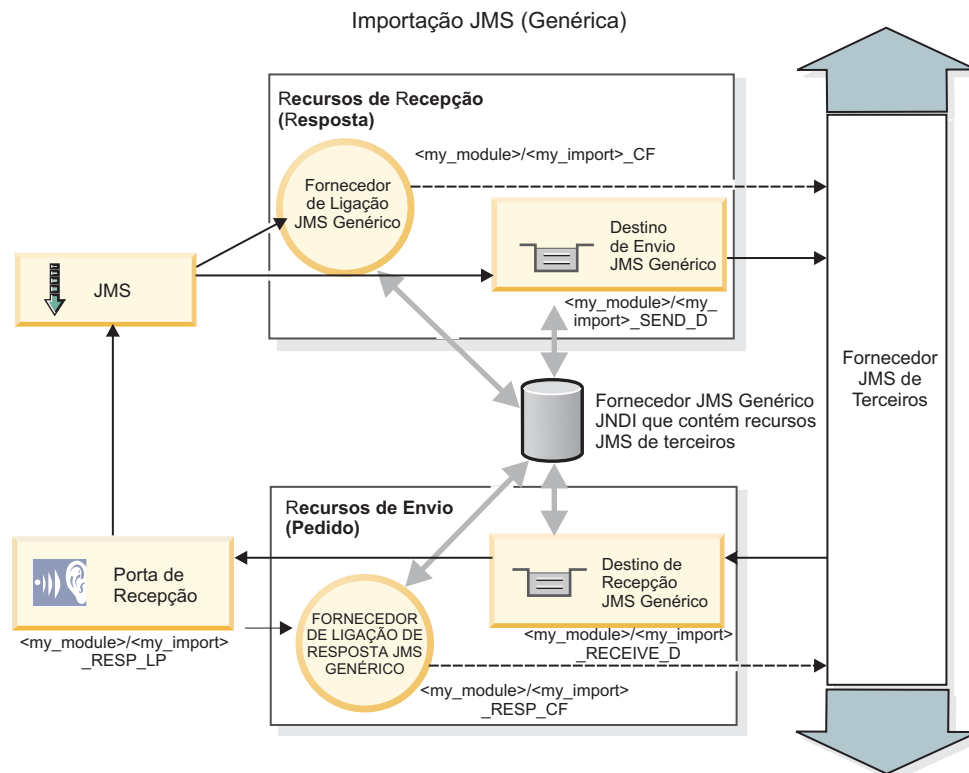 Importação JMS (Genérica)
Recursos de Recepção
(Resposta)
<my_module>/<my_import>_CF
Fornecedor
de Ligação
JMS Genérico
Destino
de Envio
JMS Genérico
<my_module>/<my_
import>_SEND_D
JMS
Fornecedor
JMS de
Terceiros
Fornecedor JMS Genérico
JNDI que contém recursos
JMS de terceiros
Recursos de Envio
(Pedido)
Porta de
Recepção
<my_module>/<my_import>
_RESP_LP
Destino de
Recepção
JMS Genérico
<my_module>/<my_import>
_RECEIVE_D
FORNECEDOR
DE LIGAÇÃO DE
RESPOSTA JMS
GENÉRICO
<my_module>/<my_import>
_RESP_CF